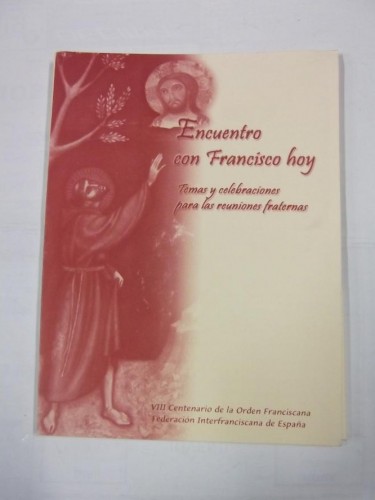 Encuentro
con Francisco hoy
Temas y celebraciones
para las reuniones fraternas
VIII Centenario de la Orden Franciscana
Federación Interfranciscana de España